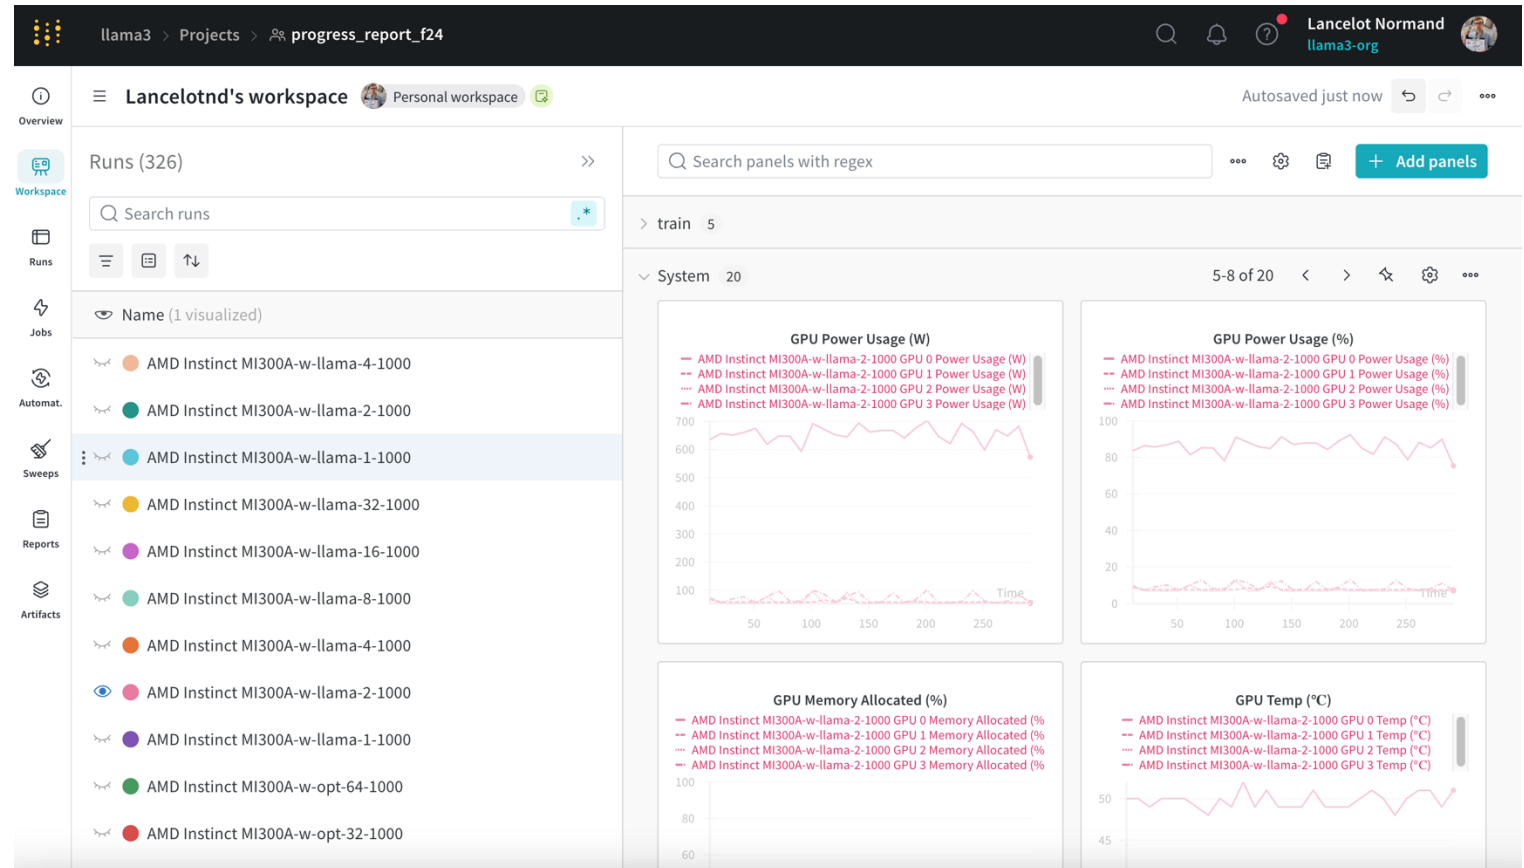 llama3 > Projects > progress_report_f24
Lancelot Normand
llama3-org
Overview
Workspace
Runs
Jobs
Automat.
Sweeps
Reports
Artifacts
Lancelotnd's workspace Personal workspace
Autosaved just now
Runs (326)
Search runs
.*
Name (1 visualized)
AMD Instinct MI300A-w-llama-4-1000
AMD Instinct MI300A-w-llama-2-1000
AMD Instinct MI300A-w-llama-1-1000
AMD Instinct MI300A-w-llama-32-1000
AMD Instinct MI300A-w-llama-16-1000
AMD Instinct MI300A-w-llama-8-1000
AMD Instinct MI300A-w-llama-4-1000
AMD Instinct MI300A-w-llama-2-1000
AMD Instinct MI300A-w-llama-1-1000
AMD Instinct MI300A-w-opt-64-1000
AMD Instinct MI300A-w-opt-32-1000
Search panels with regex
+ Add panels
train 5
System 20
5-8 of 20
GPU Power Usage (W)
AMD Instinct MI300A-w-llama-2-1000 GPU 0 Power Usage (W)
AMD Instinct MI300A-w-llama-2-1000 GPU 1 Power Usage (W)
AMD Instinct MI300A-w-llama-2-1000 GPU 2 Power Usage (W)
AMD Instinct MI300A-w-llama-2-1000 GPU 3 Power Usage (W)
700
600
500
400
300
200
100
Time
50 100 150 200 250
GPU Power Usage (%)
AMD Instinct MI300A-w-llama-2-1000 GPU 0 Power Usage (%)
AMD Instinct MI300A-w-llama-2-1000 GPU 1 Power Usage (%)
AMD Instinct MI300A-w-llama-2-1000 GPU 2 Power Usage (%)
AMD Instinct MI300A-w-llama-2-1000 GPU 3 Power Usage (%)
100
80
60
40
20
0
Time
50 100 150 200 250
GPU Memory Allocated (%)
AMD Instinct MI300A-w-llama-2-1000 GPU 0 Memory Allocated (%
AMD Instinct MI300A-w-llama-2-1000 GPU 1 Memory Allocated (%
AMD Instinct MI300A-w-llama-2-1000 GPU 2 Memory Allocated (%
AMD Instinct MI300A-w-llama-2-1000 GPU 3 Memory Allocated (%
100
80
60
GPU Temp (℃)
AMD Instinct MI300A-w-llama-2-1000 GPU 0 Temp (℃)
AMD Instinct MI300A-w-llama-2-1000 GPU 1 Temp (℃)
AMD Instinct MI300A-w-llama-2-1000 GPU 2 Temp (℃)
AMD Instinct MI300A-w-llama-2-1000 GPU 3 Temp (℃)
50
45